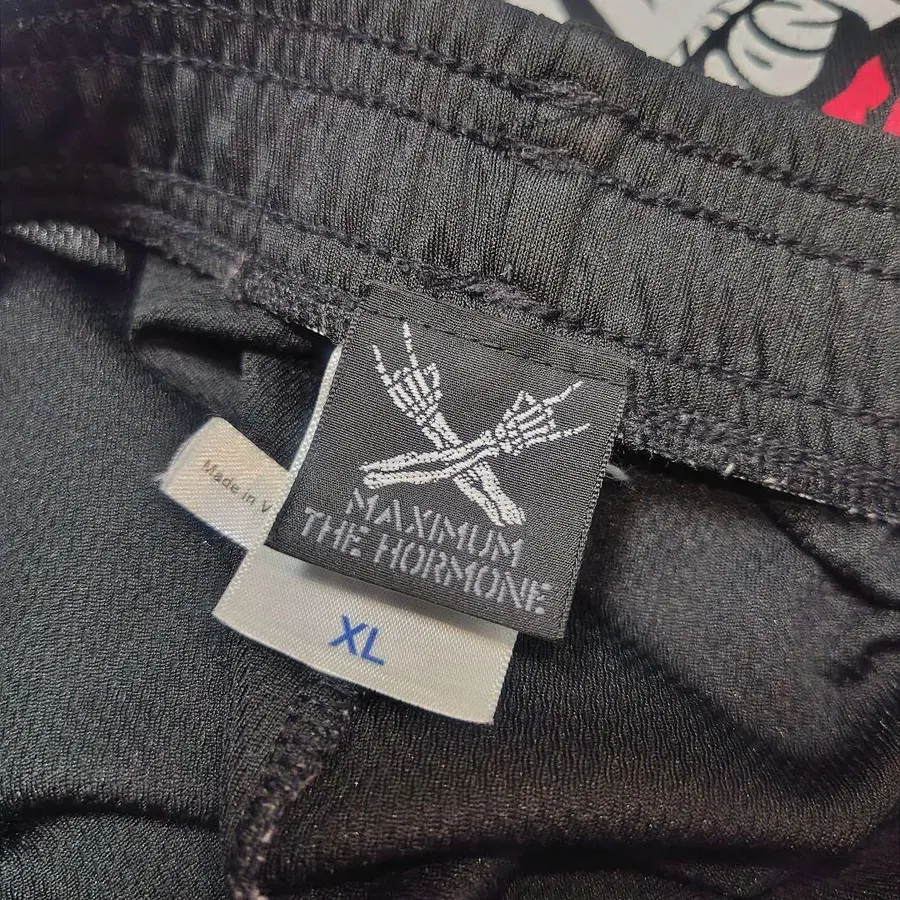 MAXIMUM
THE HORMONE
Made in V
XL